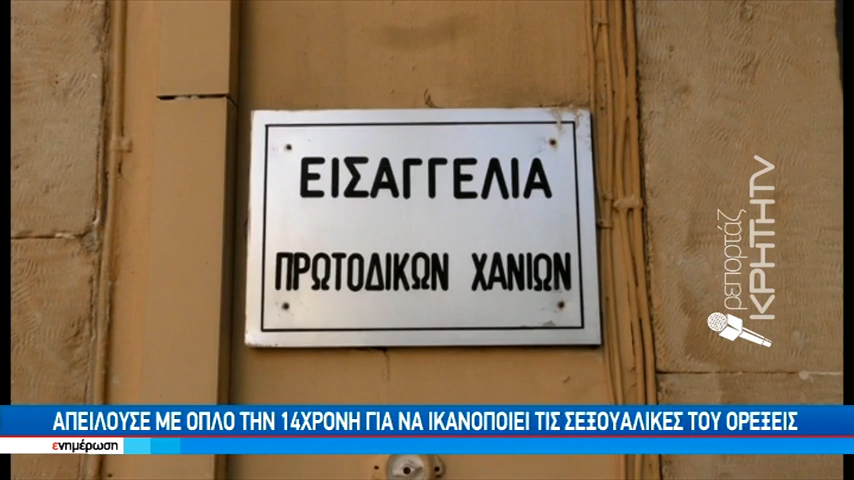 ΕΙΣΑΓΓΕΛΙΑ
ΠΡΩΤΟΔΙΚΩΝ ΧΑΝΙΩΝ
ρεπορτάζ
ΚΡΗΤΗTV
ΑΠΕΙΛΟΥΣΕ ΜΕ ΟΠΛΟ ΤΗΝ 14ΧΡΟΝΗ ΓΙΑ ΝΑ ΙΚΑΝΟΠΟΙΕΙ ΤΙΣ ΣΕΞΟΥΑΛΙΚΕΣ ΤΟΥ ΟΡΕΞΕΙΣ
ενημέρωση